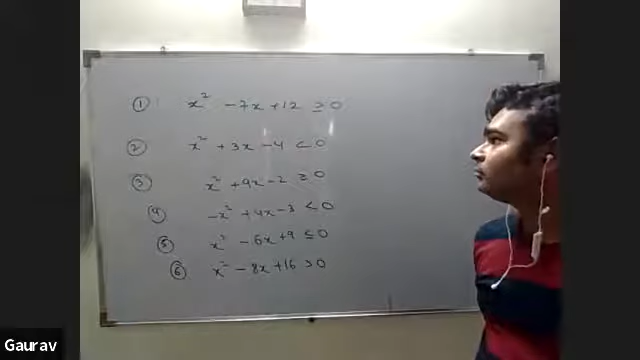 ① x² - 7x + 12 ≥ 0
② x² + 3x - 4 < 0
③ x² + 9x - 2 ≥ 0
④ -x² + 4x - 3 < 0
⑤ x² - 6x + 9 ≤ 0
⑥ x² - 8x + 16 > 0
Gaurav